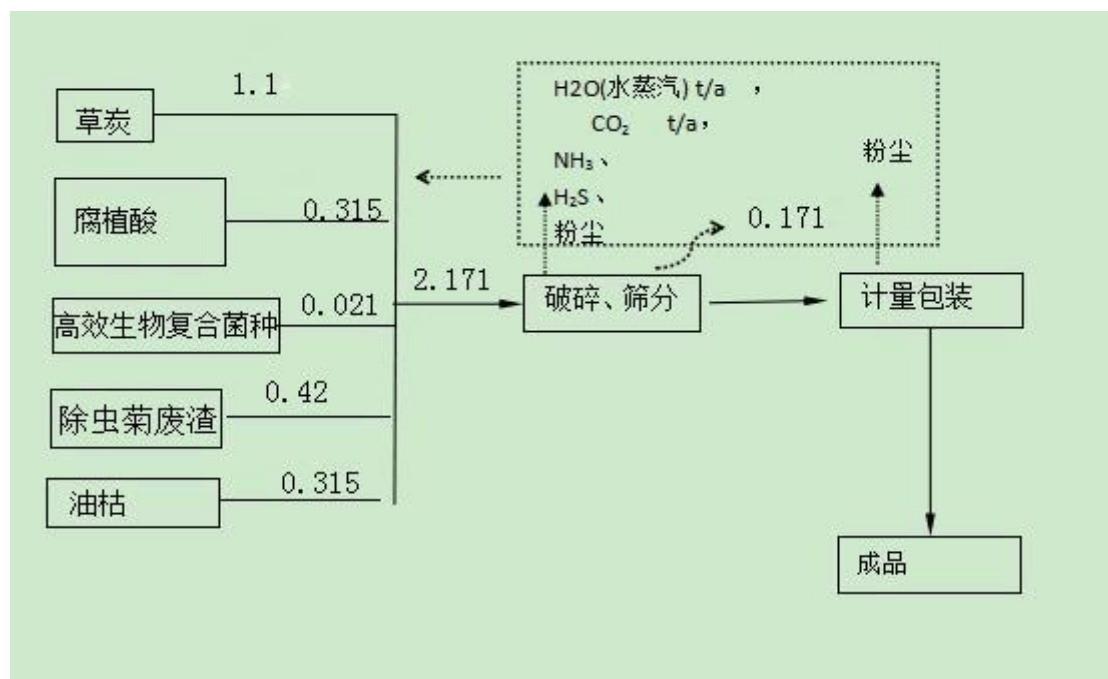 1.1
草炭
0.315
腐植酸
0.021
高效生物复合菌种
0.42
除虫菊废渣
0.315
油枯
2.171
H2O(水蒸汽) t/a ，
CO₂ t/a，
NH₃、
H₂S、
粉尘
0.171
粉尘
破碎、筛分
计量包装
成品